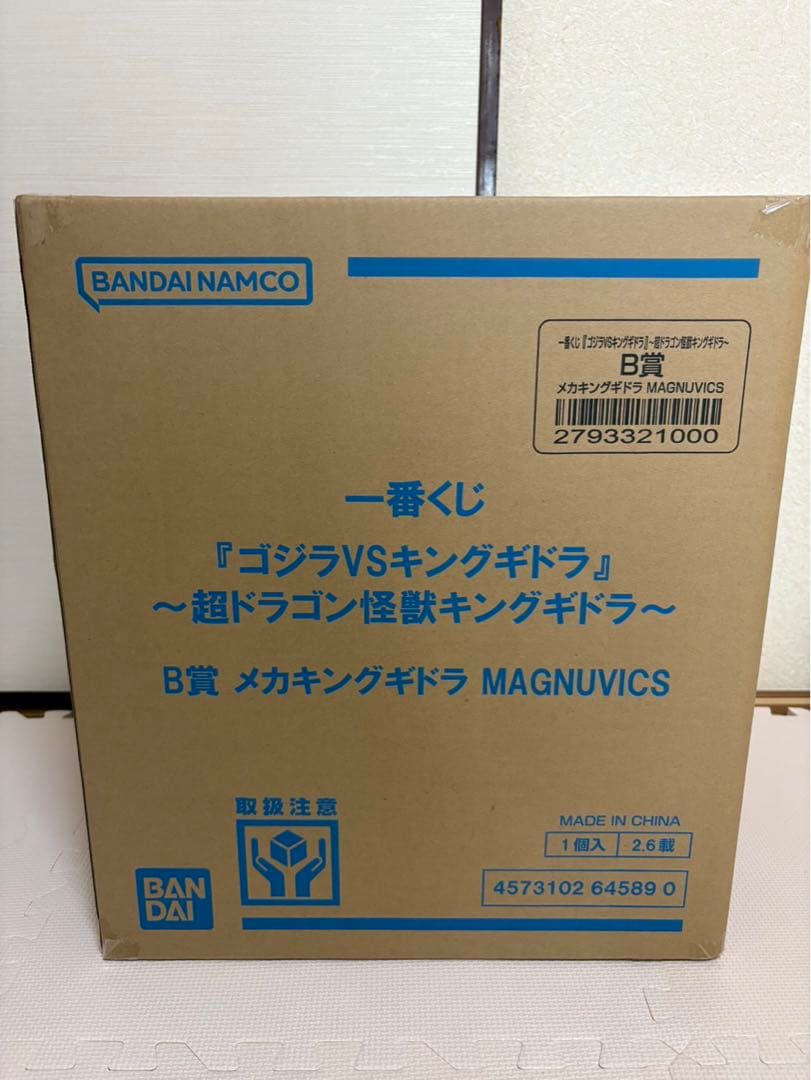 BANDAI NAMCO
一番くじ『ゴジラVSキングギドラ』~超ドラゴン怪獣キングギドラ~
B賞
メカキングギドラ MAGNUVICS
2793321000
一番くじ
『ゴジラVSキングギドラ』
~超ドラゴン怪獣キングギドラ~
B賞 メカキングギドラ MAGNUVICS
取扱注意
MADE IN CHINA
1個入 2.6載
4573102 64589 0
BAN
DAI